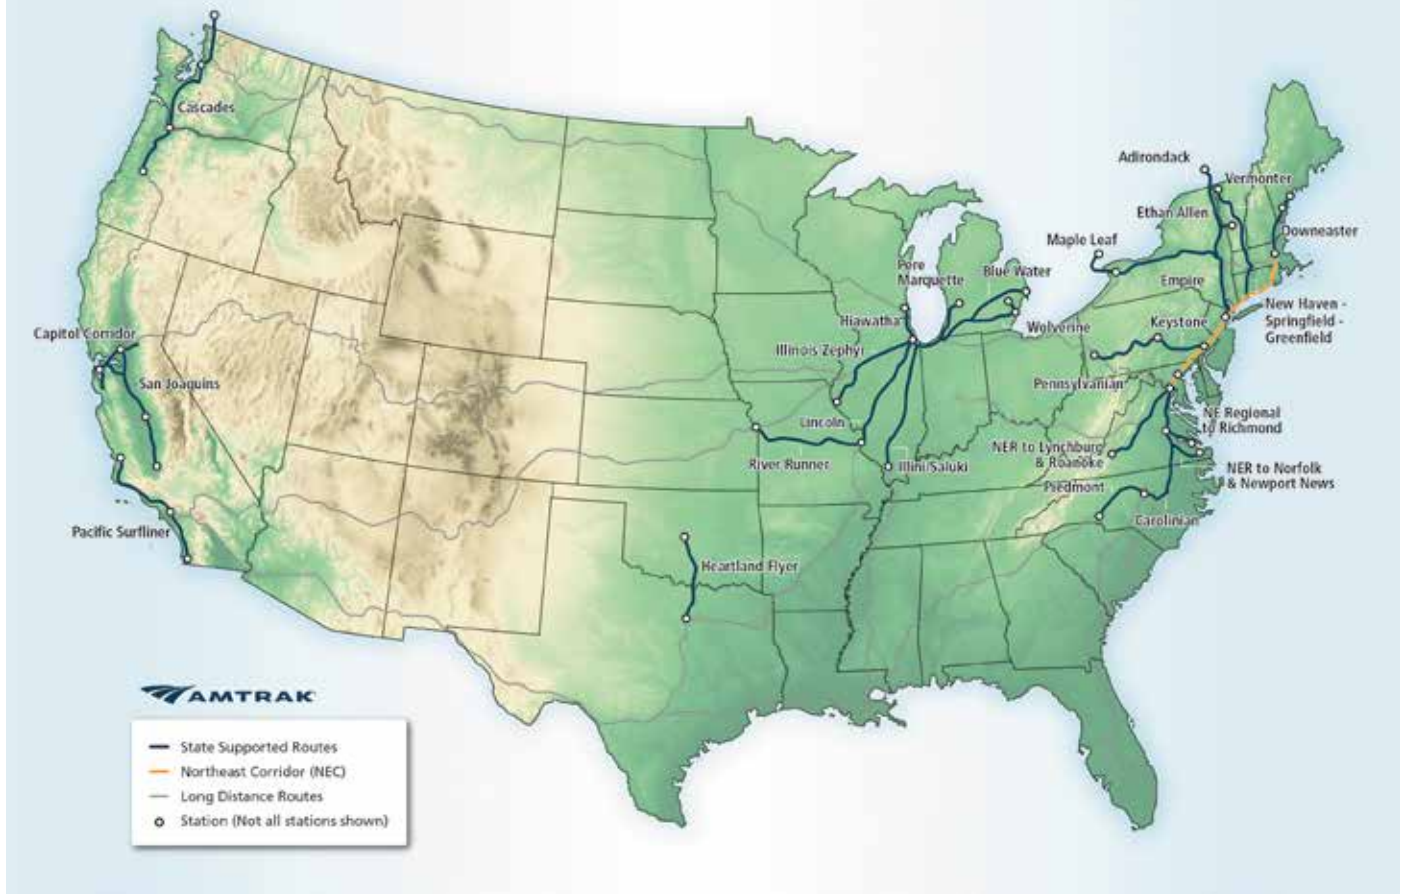 Cascades
Adirondack
Vermonter
Ethan Allen
Downeaster
Maple Leaf
Pere
Marquette
Blue Water
Empire
New Haven -
Springfield -
Greenfield
Hiawatha
Wolverine
Keystone
Capitol Corridor
Illinois Zephyr
San Joaquins
Pennsylvanian
NE Regional
to Richmond
Lincoln
NER to Lynchburg
& Roanoke
River Runner
Illini/Saluki
NER to Norfolk
& Newport News
Piedmont
Carolinian
Pacific Surfliner
Heartland Flyer
AMTRAK
State Supported Routes
Northeast Corridor (NEC)
Long Distance Routes
Station (Not all stations shown)